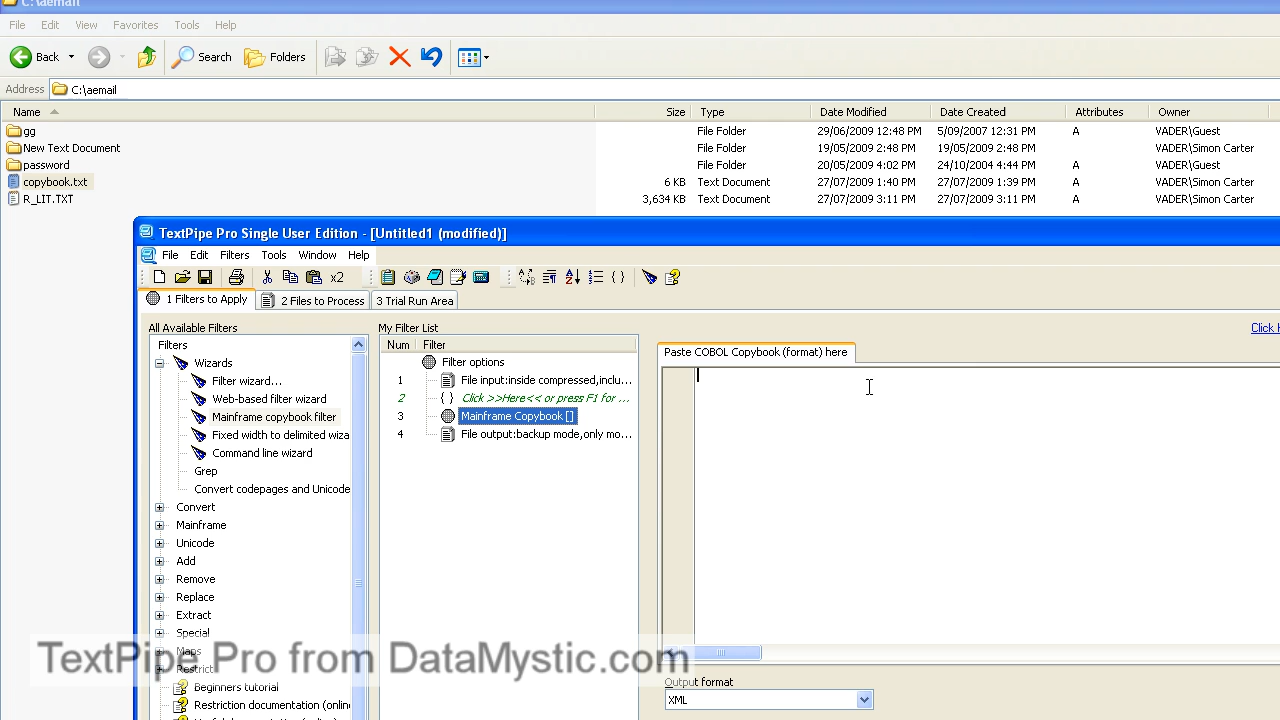 C:\aemail
File Edit View Favorites Tools Help
Back Search Folders
Address C:\aemail
Name Size Type Date Modified Date Created Attributes Owner
gg File Folder 29/06/2009 12:48 PM 5/09/2007 12:31 PM A VADER\Guest
New Text Document File Folder 19/05/2009 2:48 PM 19/05/2009 2:48 PM VADER\Simon Carter
password File Folder 20/05/2009 4:02 PM 24/10/2004 4:44 PM A VADER\Guest
copybook.txt 6 KB Text Document 27/07/2009 1:40 PM 27/07/2009 1:39 PM A VADER\Simon Carter
R_LIT.TXT 3,634 KB Text Document 27/07/2009 3:11 PM 27/07/2009 3:11 PM A VADER\Simon Carter
TextPipe Pro Single User Edition - [Untitled1 (modified)]
File Edit Filters Tools Window Help
x2
1 Filters to Apply 2 Files to Process 3 Trial Run Area
All Available Filters My Filter List Click H
Filters Num Filter Paste COBOL Copybook (format) here
Wizards Filter options
Filter wizard... 1 File input:inside compressed,inclu...
Web-based filter wizard 2 Click >>Here<< or press F1 for ...
Mainframe copybook filter 3 Mainframe Copybook []
Fixed width to delimited wiza 4 File output:backup mode,only mo...
Command line wizard
Grep
Convert codepages and Unicode
Convert
Mainframe
Unicode
Add
Remove
Replace
Extract
Special
Maps
Restrict
TextPipe Pro from DataMystic.com
Beginners tutorial Output format
Restriction documentation (onlin XML